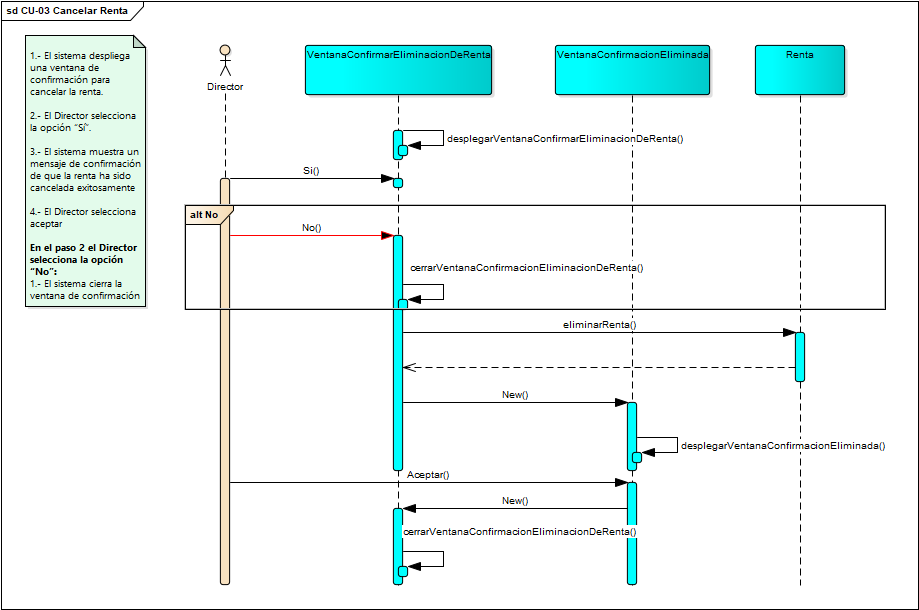 sd CU-03 Cancelar Renta
1.- El sistema despliega
una ventana de
confirmación para
cancelar la renta.
2.- El Director selecciona
la opción “Sí”.
3.- El sistema muestra un
mensaje de confirmación
de que la renta ha sido
cancelada exitosamente
4.- El Director selecciona
aceptar
En el paso 2 el Director
selecciona la opción
“No”:
1.- El sistema cierra la
ventana de confirmación
Director
VentanaConfirmarEliminacionDeRenta
VentanaConfirmacionEliminada
Renta
desplegarVentanaConfirmarEliminacionDeRenta()
Si()
alt No
No()
cerrarVentanaConfirmacionEliminacionDeRenta()
eliminarRenta()
New()
desplegarVentanaConfirmacionEliminada()
Aceptar()
New()
cerrarVentanaConfirmacionEliminacionDeRenta()